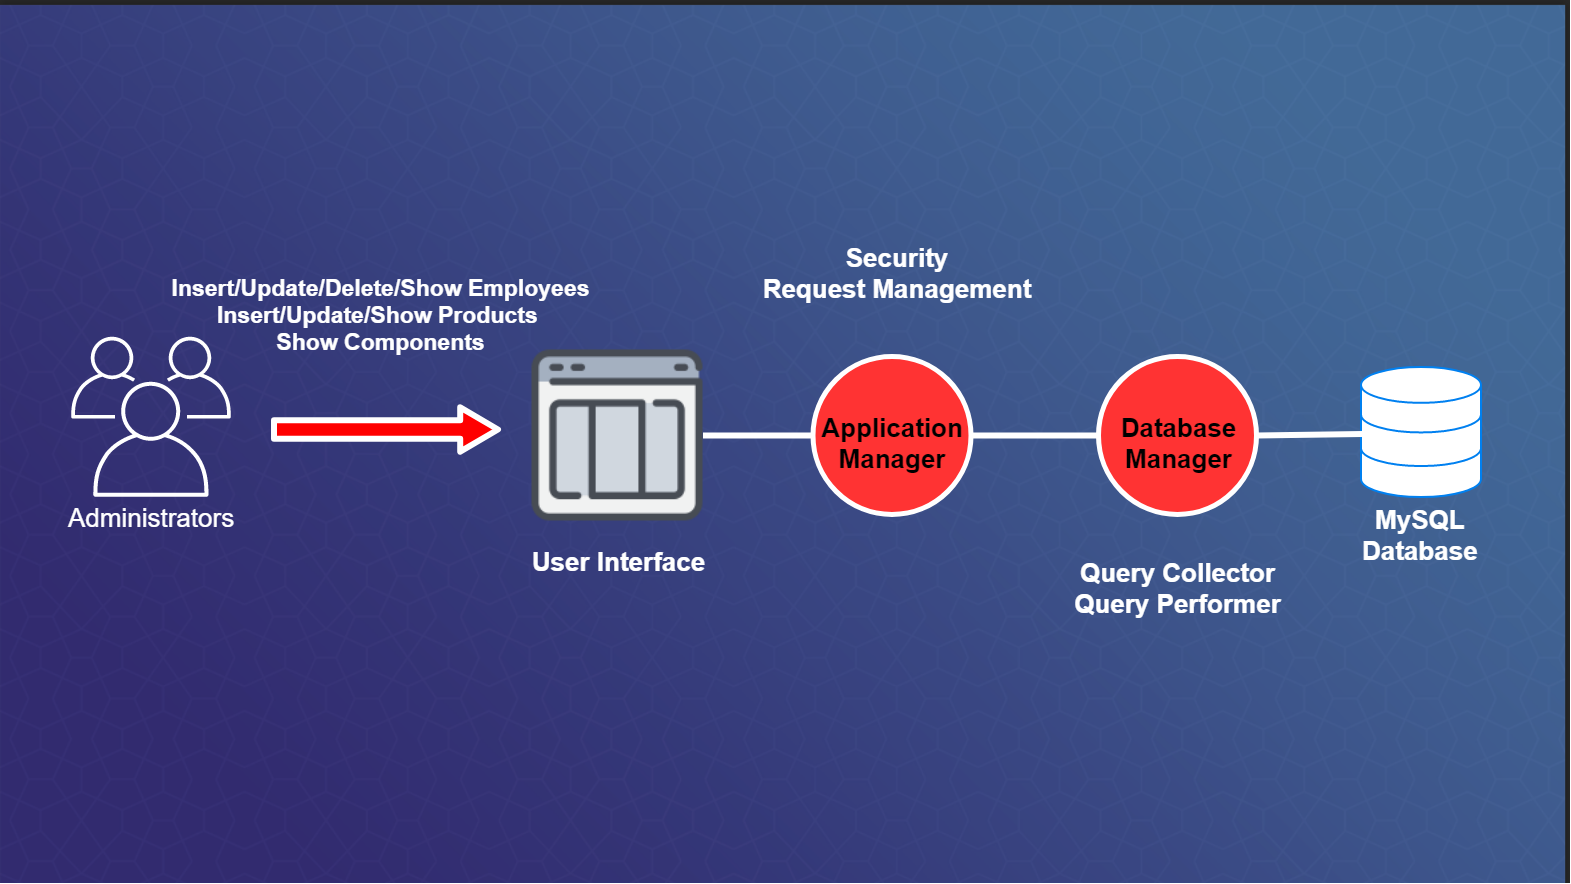 Security
Request Management
Insert/Update/Delete/Show Employees
Insert/Update/Show Products
Show Components
Application
Manager
Database
Manager
Administrators
MySQL
Database
User Interface
Query Collector
Query Performer